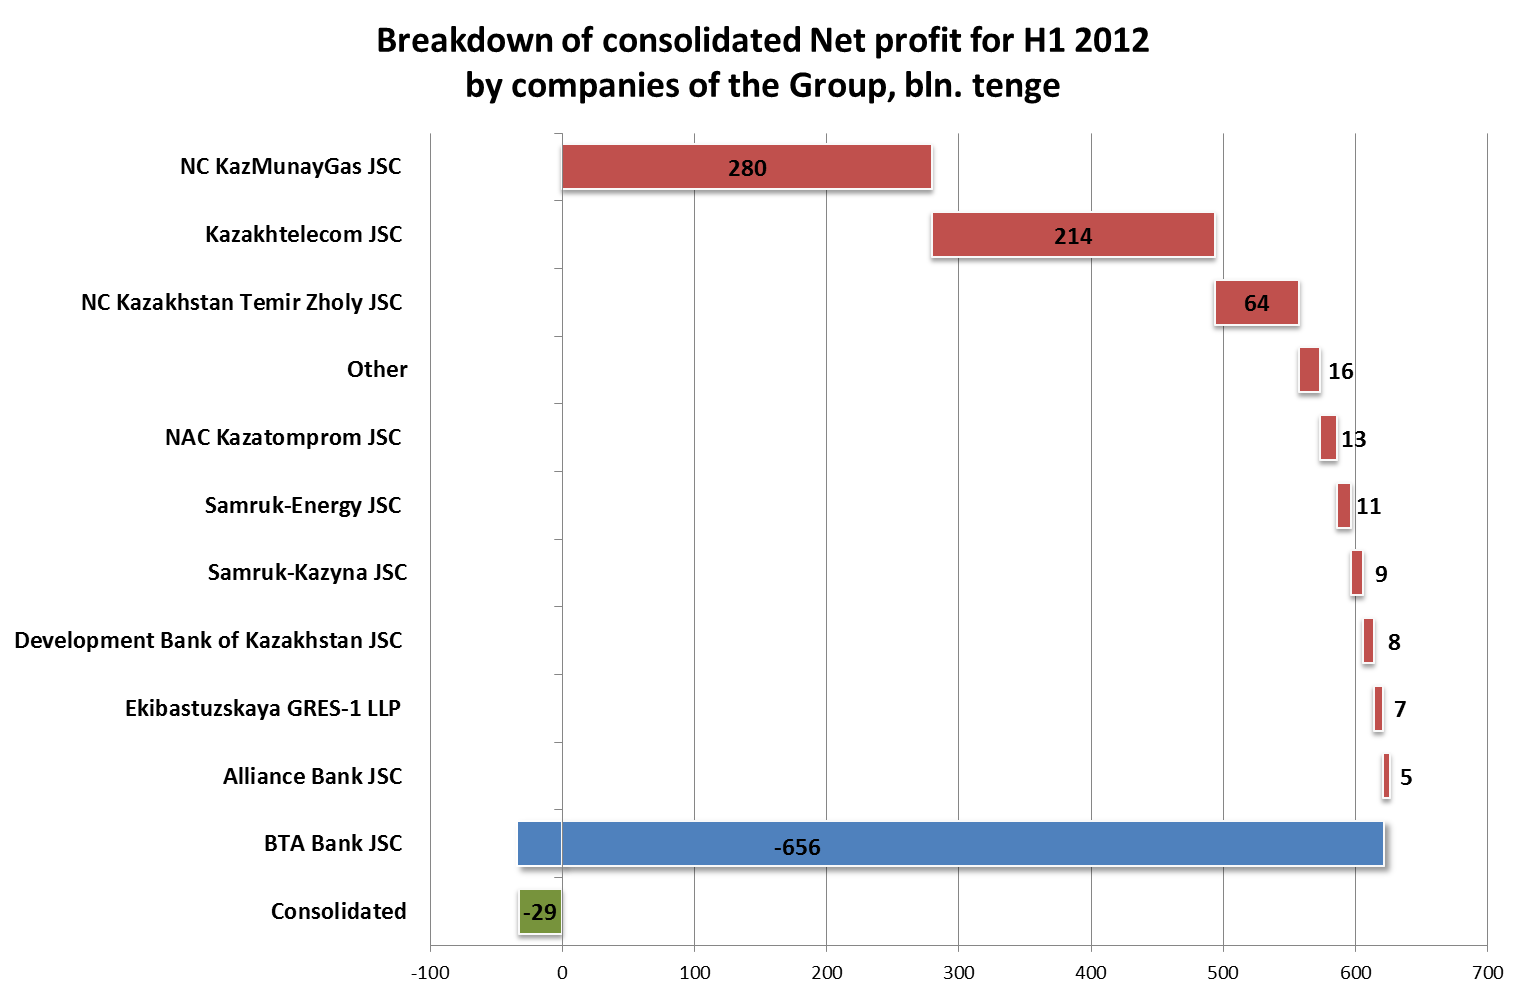 Breakdown of consolidated Net profit for H1 2012
by companies of the Group, bln. tenge
NC KazMunayGas JSC 280
Kazakhtelecom JSC 214
NC Kazakhstan Temir Zholy JSC 64
Other 16
NAC Kazatomprom JSC 13
Samruk-Energy JSC 11
Samruk-Kazyna JSC 9
Development Bank of Kazakhstan JSC 8
Ekibastuzskaya GRES-1 LLP 7
Alliance Bank JSC 5
BTA Bank JSC -656
Consolidated -29
-100 0 100 200 300 400 500 600 700